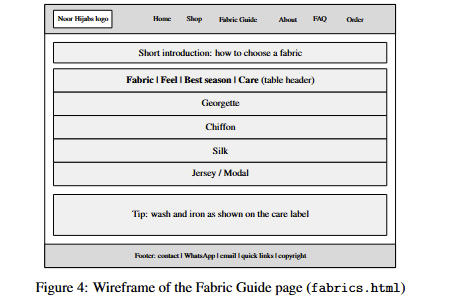 Noor Hijabs logo Home Shop Fabric Guide About FAQ Order
Short introduction: how to choose a fabric
Fabric | Feel | Best season | Care (table header)
Georgette
Chiffon
Silk
Jersey / Modal
Tip: wash and iron as shown on the care label
Footer: contact | WhatsApp | email | quick links | copyright
Figure 4: Wireframe of the Fabric Guide page (fabrics.html)